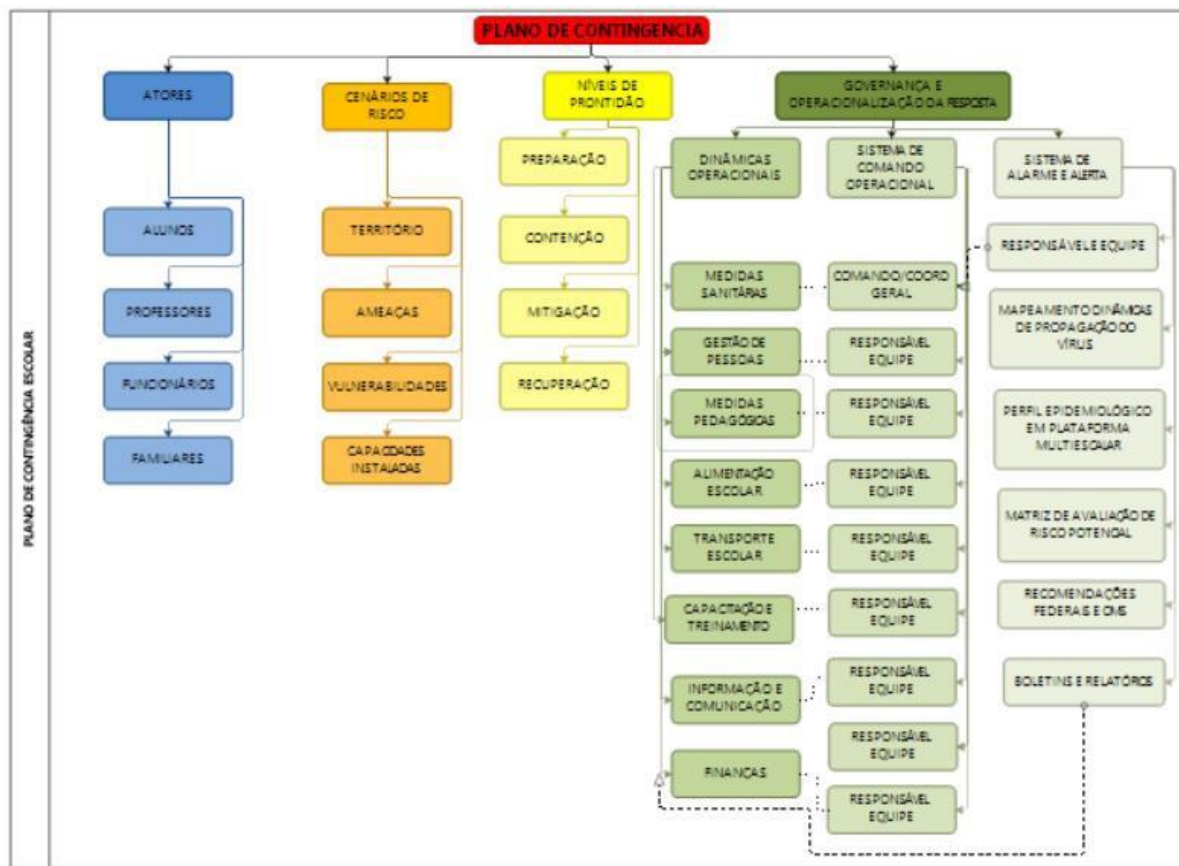 PLANO DE CONTINGÊNCIA
ATORES
CENÁRIOS DE
RISCO
NÍVEIS DE
PRONTIDÃO
GOVERNANÇA E
OPERACIONALIZAÇÃO DA RESPOSTA
PREPARAÇÃO
DINÂMICAS
OPERACIONAIS
SISTEMA DE
COMANDO
OPERACIONAL
SISTEMA DE
ALARME E ALERTA
ALUNOS
TERRITÓRIO
CONTENÇÃO
RESPONSÁVEL E EQUIPE
MEDIDAS
SANITÁRIAS
COMANDO/COORD
GERAL
PROFESSORES
AMEAÇAS
MITIGAÇÃO
MAPEAMENTO DINÂMICAS
DE PROPAGAÇÃO DO
VÍRUS
GESTÃO DE
PESSOAS
RESPONSÁVEL
EQUIPE
FUNCIONÁRIOS
VULNERABILIDADES
RECUPERAÇÃO
MEDIDAS
PEDAGÓGICAS
RESPONSÁVEL
EQUIPE
PERFIL EPIDEMIOLÓGICO
EM PLATAFORMA
MULTIESCALAR
FAMILIARES
CAPACIDADES
INSTALADAS
ALIMENTAÇÃO
ESCOLAR
RESPONSÁVEL
EQUIPE
TRANSPORTE
ESCOLAR
RESPONSÁVEL
EQUIPE
MATRIZ DE AVALIAÇÃO DE
RISCO POTENCIAL
CAPACITAÇÃO E
TREINAMENTO
RESPONSÁVEL
EQUIPE
RECOMENDAÇÕES
FEDERAIS E OMS
INFORMAÇÃO E
COMUNICAÇÃO
RESPONSÁVEL
EQUIPE
BOLETINS E RELATÓRIOS
RESPONSÁVEL
EQUIPE
FINANÇAS
RESPONSÁVEL
EQUIPE
PLANO DE CONTINGÊNCIA ESCOLAR